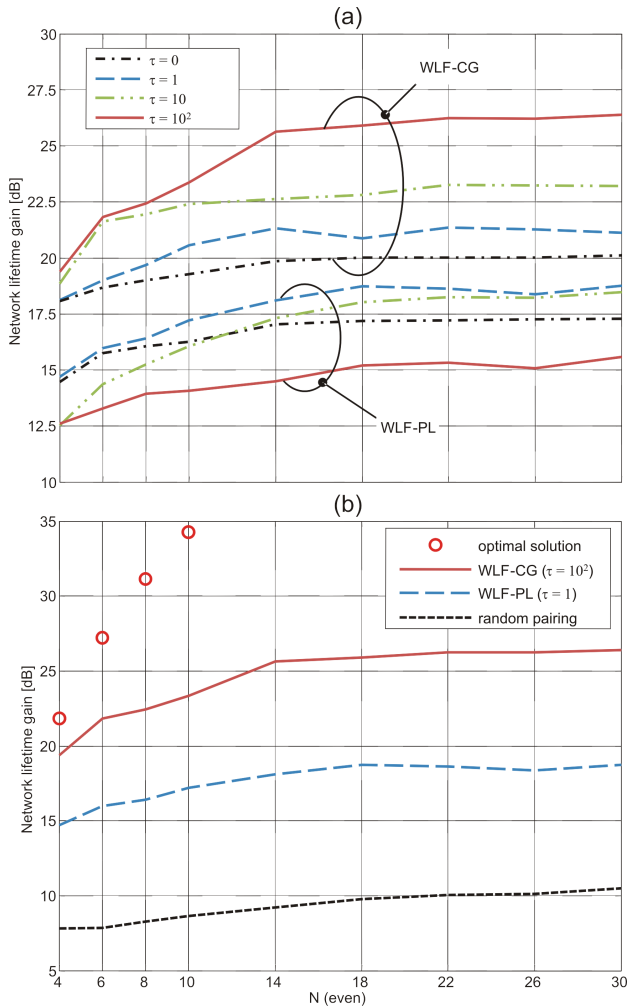 (a)
30
27.5
25
22.5
20
17.5
15
12.5
10
Network lifetime gain [dB]
τ = 0
τ = 1
τ = 10
τ = 10²
WLF-CG
WLF-PL
(b)
35
30
25
20
15
10
5
Network lifetime gain [dB]
optimal solution
WLF-CG (τ = 10²)
WLF-PL (τ = 1)
random pairing
4 6 8 10 14 18 22 26 30
N (even)